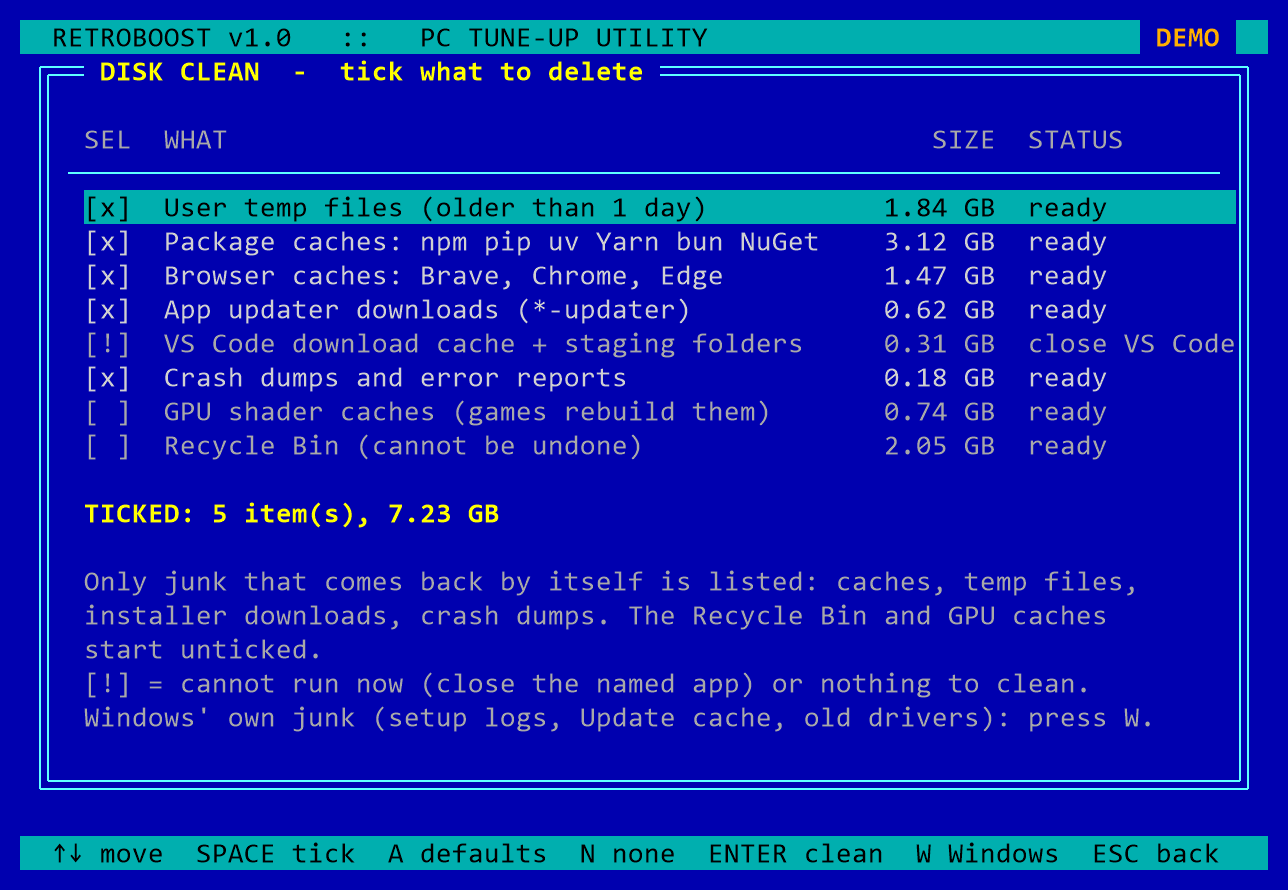 RETROBOOST v1.0 :: PC TUNE-UP UTILITY DEMO
DISK CLEAN - tick what to delete
SEL WHAT SIZE STATUS
[x] User temp files (older than 1 day) 1.84 GB ready
[x] Package caches: npm pip uv Yarn bun NuGet 3.12 GB ready
[x] Browser caches: Brave, Chrome, Edge 1.47 GB ready
[x] App updater downloads (*-updater) 0.62 GB ready
[!] VS Code download cache + staging folders 0.31 GB close VS Code
[x] Crash dumps and error reports 0.18 GB ready
[ ] GPU shader caches (games rebuild them) 0.74 GB ready
[ ] Recycle Bin (cannot be undone) 2.05 GB ready
TICKED: 5 item(s), 7.23 GB
Only junk that comes back by itself is listed: caches, temp files,
installer downloads, crash dumps. The Recycle Bin and GPU caches
start unticked.
[!] = cannot run now (close the named app) or nothing to clean.
Windows' own junk (setup logs, Update cache, old drivers): press W.
↑↓ move SPACE tick A defaults N none ENTER clean W Windows ESC back